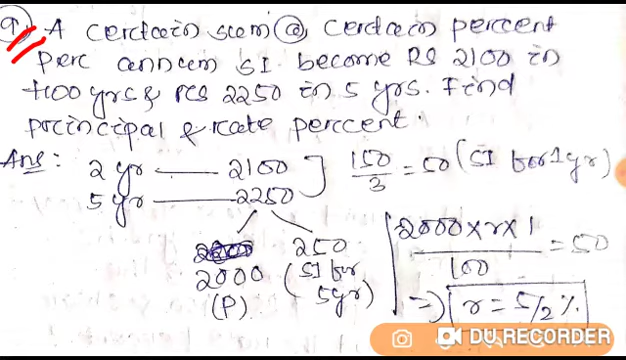 9. A certain sum @ certain percent
per annum SI become RS 2100 in
two yrs & rs 2250 in 5 yrs. Find
principal & Rate percent.
Ans: 2 yr — 2100
5 yr — 2250
150/3 = 50 (SI for 1 yr)
2000 (P)
250 (SI for 5yr)
2000 x r x 1 / 100 = 50
=) r = 5/2 %
DU RECORDER